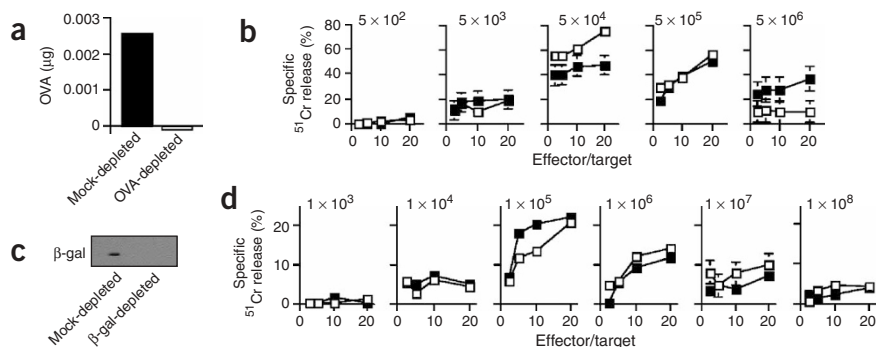 a
OVA (µg)
0.003
0.002
0.001
0
Mock-depleted
OVA-depleted
b
Specific
⁵¹Cr release (%)
5 × 10² 5 × 10³ 5 × 10⁴ 5 × 10⁵ 5 × 10⁶
80
60
40
20
0
0 10 20 0 10 20 0 10 20 0 10 20 0 10 20
Effector/target
c
β-gal
Mock-depleted
β-gal-depleted
d
Specific
⁵¹Cr release (%)
1 × 10³ 1 × 10⁴ 1 × 10⁵ 1 × 10⁶ 1 × 10⁷ 1 × 10⁸
20
10
0
0 10 20 0 10 20 0 10 20 0 10 20 0 10 20 0 10 20
Effector/target